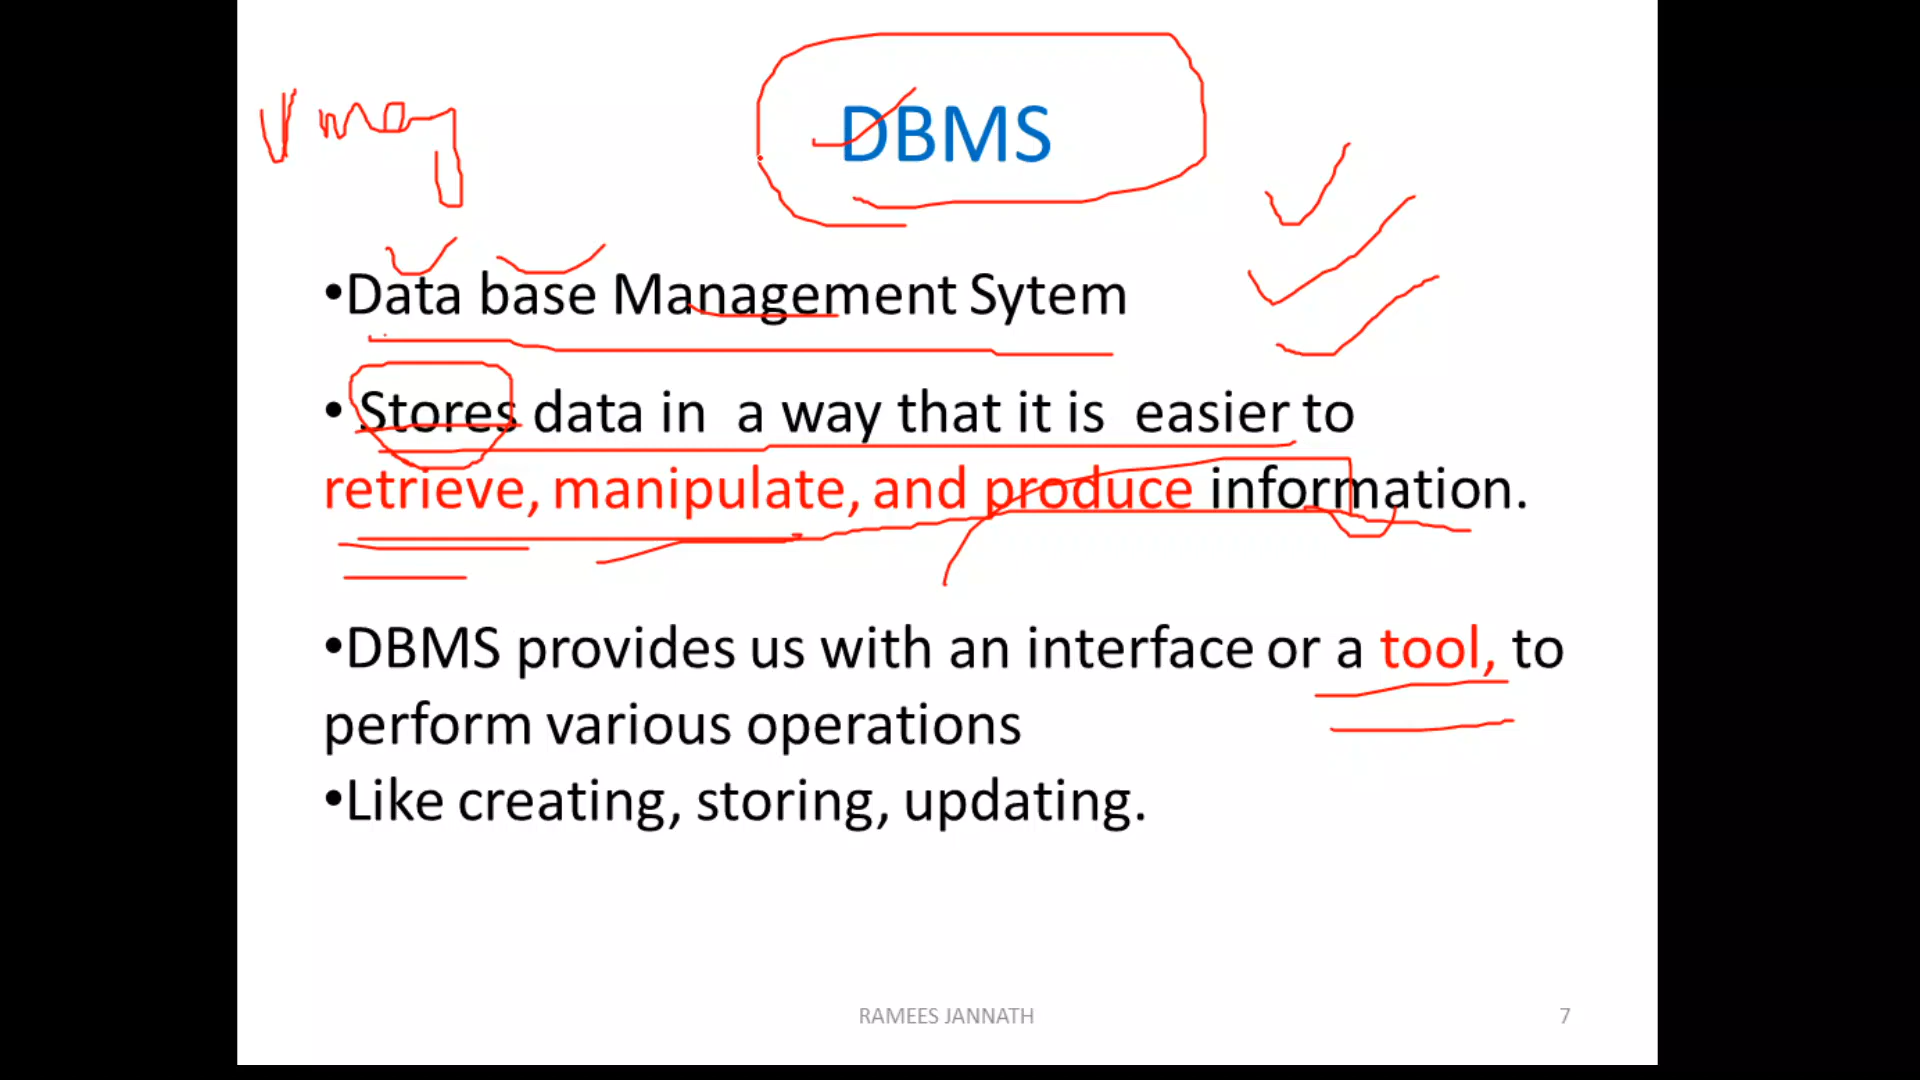 DBMS
•Data base Management Sytem
• Stores data in a way that it is easier to
retrieve, manipulate, and produce information.
•DBMS provides us with an interface or a tool, to
perform various operations
•Like creating, storing, updating.
RAMEES JANNATH
7